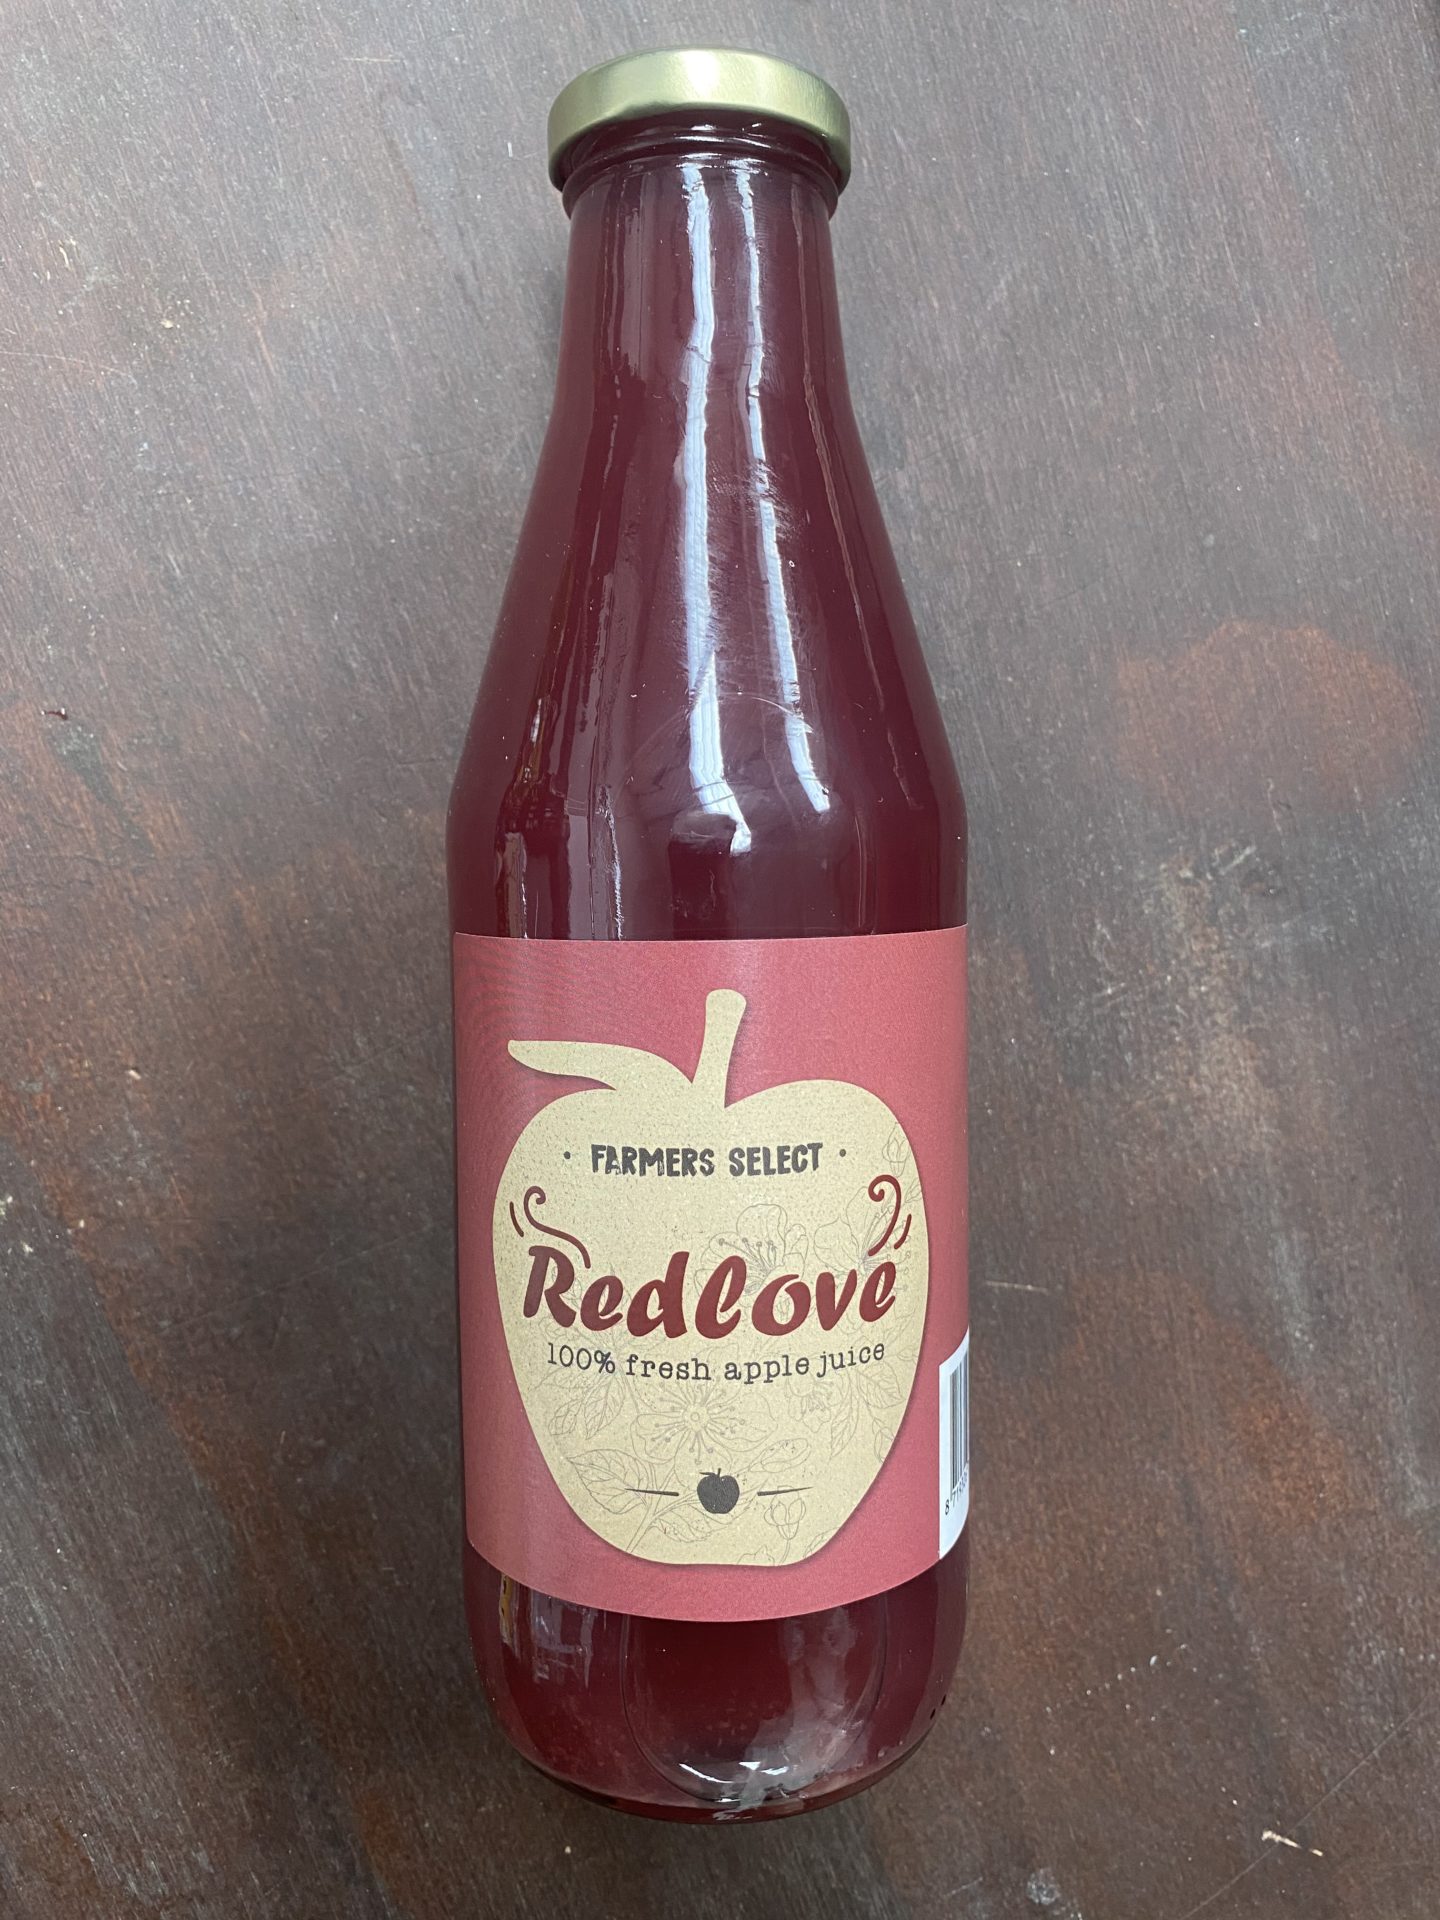 • FARMERS SELECT •
Redlove
100% fresh apple juice